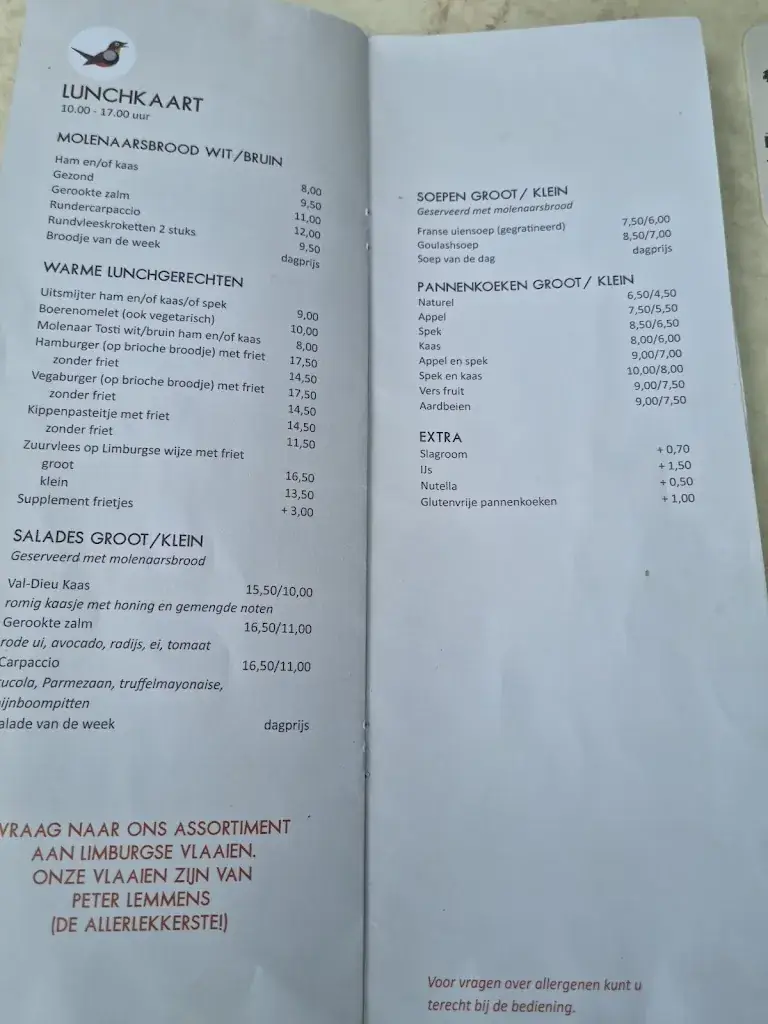 LUNCHKAART
10.00 - 17.00 uur
MOLENAARSBROOD WIT/BRUIN
Ham en/of kaas 8,00
Gezond 9,50
Gerookte zalm 11,00
Rundercarpaccio 12,00
Rundvleeskroketten 2 stuks 9,50
Broodje van de week dagprijs
WARME LUNCHGERECHTEN
Uitsmijter ham en/of kaas/of spek 9,00
Boerenomelet (ook vegetarisch) 10,00
Molenaar Tosti wit/bruin ham en/of kaas 8,00
Hamburger (op brioche broodje) met friet 17,50
zonder friet 14,50
Vegaburger (op brioche broodje) met friet 17,50
zonder friet 14,50
Kippenpasteitje met friet 14,50
zonder friet 11,50
Zuurvlees op Limburgse wijze met friet
groot 16,50
klein 13,50
Supplement frietjes + 3,00
SALADES GROOT/KLEIN
Geserveerd met molenaarsbrood
Val-Dieu Kaas 15,50/10,00
romig kaasje met honing en gemengde noten
Gerookte zalm 16,50/11,00
rode ui, avocado, radijs, ei, tomaat
Carpaccio 16,50/11,00
rucola, Parmezaan, truffelmayonaise,
ijnboompitten
alade van de week dagprijs
VRAAG NAAR ONS ASSORTIMENT
AAN LIMBURGSE VLAAIEN.
ONZE VLAAIEN ZIJN VAN
PETER LEMMENS
(DE ALLERLEKKERSTE!)
SOEPEN GROOT/ KLEIN
Geserveerd met molenaarsbrood
Franse uiensoep (gegratineerd) 7,50/6,00
Goulashsoep 8,50/7,00
Soep van de dag dagprijs
PANNENKOEKEN GROOT/ KLEIN
Naturel 6,50/4,50
Appel 7,50/5,50
Spek 8,50/6,50
Kaas 8,00/6,00
Appel en spek 9,00/7,00
Spek en kaas 10,00/8,00
Vers fruit 9,00/7,50
Aardbeien 9,00/7,50
EXTRA
Slagroom + 0,70
IJs + 1,50
Nutella + 0,50
Glutenvrije pannenkoeken + 1,00
Voor vragen over allergenen kunt u
terecht bij de bediening.